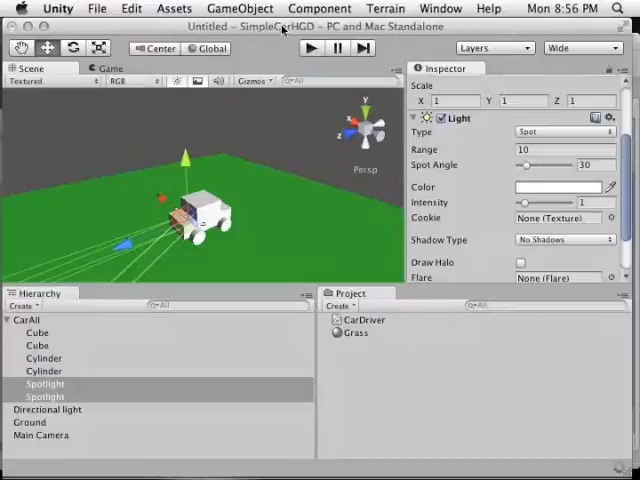 Unity File Edit Assets GameObject Component Terrain Window Help Mon 8:56 PM
Untitled – SimpleCarHGD – PC and Mac Standalone
Center Global Layers Wide
Scene Game
Textured RGB Gizmos All
y
x
z
Persp
Inspector
Scale
X 1 Y 1 Z 1
Light
Type Spot
Range 10
Spot Angle 30
Color
Intensity 1
Cookie None (Texture)
Shadow Type No Shadows
Draw Halo
Flare None (Flare)
Hierarchy
Create All
CarAll
Cube
Cube
Cylinder
Cylinder
Spotlight
Spotlight
Directional light
Ground
Main Camera
Project
Create All
CarDriver
Grass